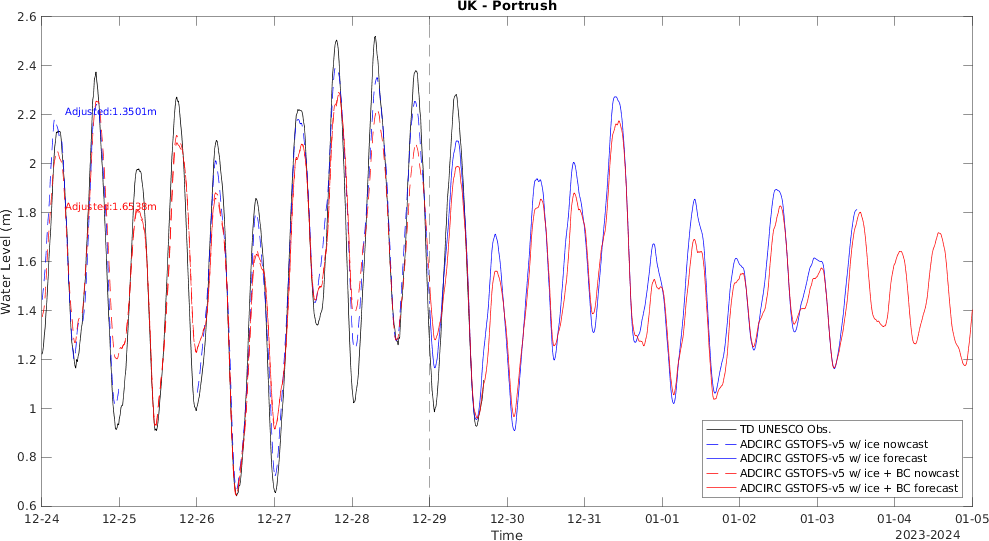 UK - Portrush
2.6
2.4
2.2
2
1.8
1.6
1.4
1.2
1
0.8
0.6
Water Level (m)
Adjusted:1.3501m
Adjusted:1.6538m
TD UNESCO Obs.
ADCIRC GSTOFS-v5 w/ ice nowcast
ADCIRC GSTOFS-v5 w/ ice forecast
ADCIRC GSTOFS-v5 w/ ice + BC nowcast
ADCIRC GSTOFS-v5 w/ ice + BC forecast
12-24 12-25 12-26 12-27 12-28 12-29 12-30 12-31 01-01 01-02 01-03 01-04 01-05
Time
2023-2024